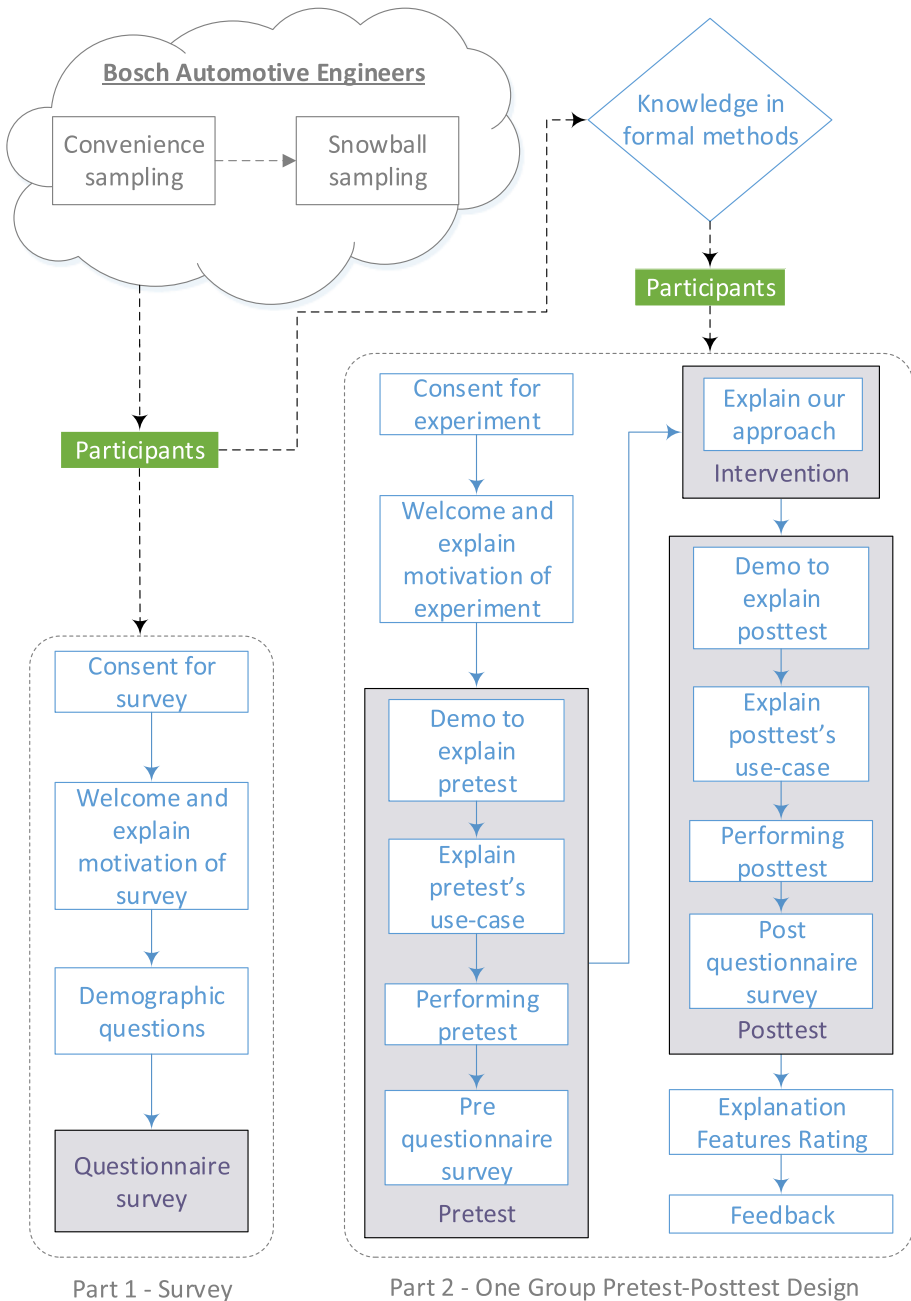 Bosch Automotive Engineers
Convenience
sampling
Snowball
sampling
Knowledge in
formal methods
Participants
Participants
Consent for
survey
Welcome and
explain
motivation of
survey
Demographic
questions
Questionnaire
survey
Part 1 - Survey
Consent for
experiment
Welcome and
explain
motivation of
experiment
Demo to
explain
pretest
Explain
pretest's
use-case
Performing
pretest
Pre
questionnaire
survey
Pretest
Explain our
approach
Intervention
Demo to
explain
posttest
Explain
posttest's
use-case
Performing
posttest
Post
questionnaire
survey
Posttest
Explanation
Features Rating
Feedback
Part 2 - One Group Pretest-Posttest Design